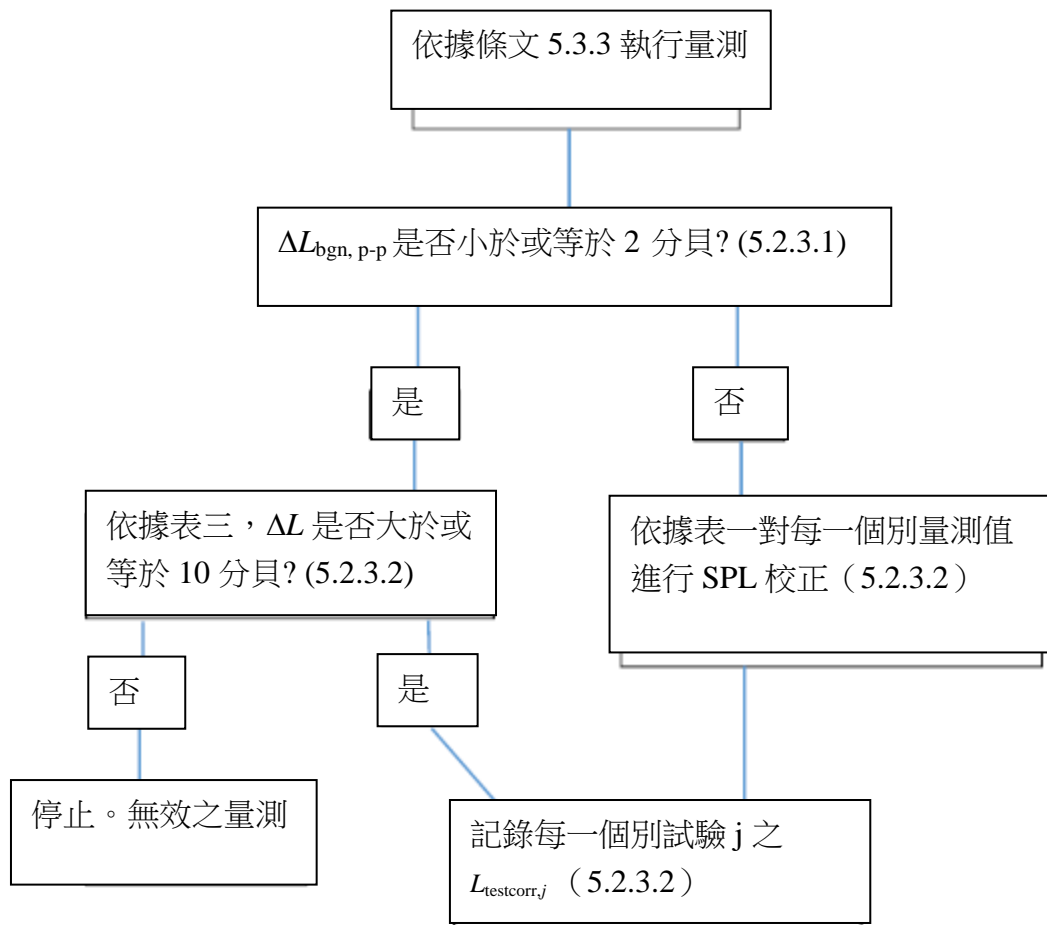 依據條文 5.3.3 執行量測
ΔLbgn, p-p 是否小於或等於 2 分貝? (5.2.3.1)
是
否
依據表三，ΔL 是否大於或
等於 10 分貝? (5.2.3.2)
依據表一對每一個別量測值
進行 SPL 校正（5.2.3.2）
否
是
停止。無效之量測
記錄每一個別試驗 j 之
Ltestcorr,j （5.2.3.2）